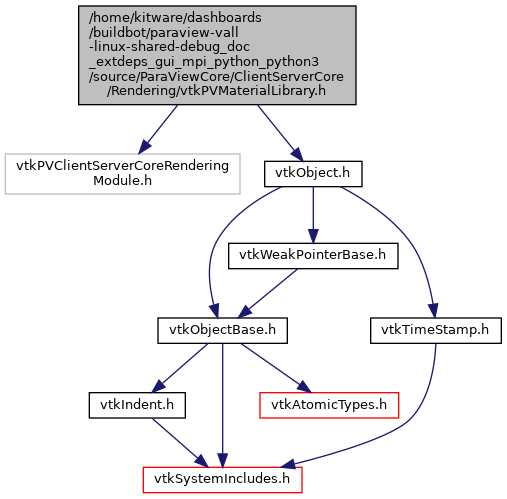 /home/kitware/dashboards
/buildbot/paraview-vall
-linux-shared-debug_doc
_extdeps_gui_mpi_python_python3
/source/ParaViewCore/ClientServerCore
/Rendering/vtkPVMaterialLibrary.h
vtkPVClientServerCoreRendering
Module.h
vtkObject.h
vtkWeakPointerBase.h
vtkObjectBase.h
vtkTimeStamp.h
vtkIndent.h
vtkAtomicTypes.h
vtkSystemIncludes.h